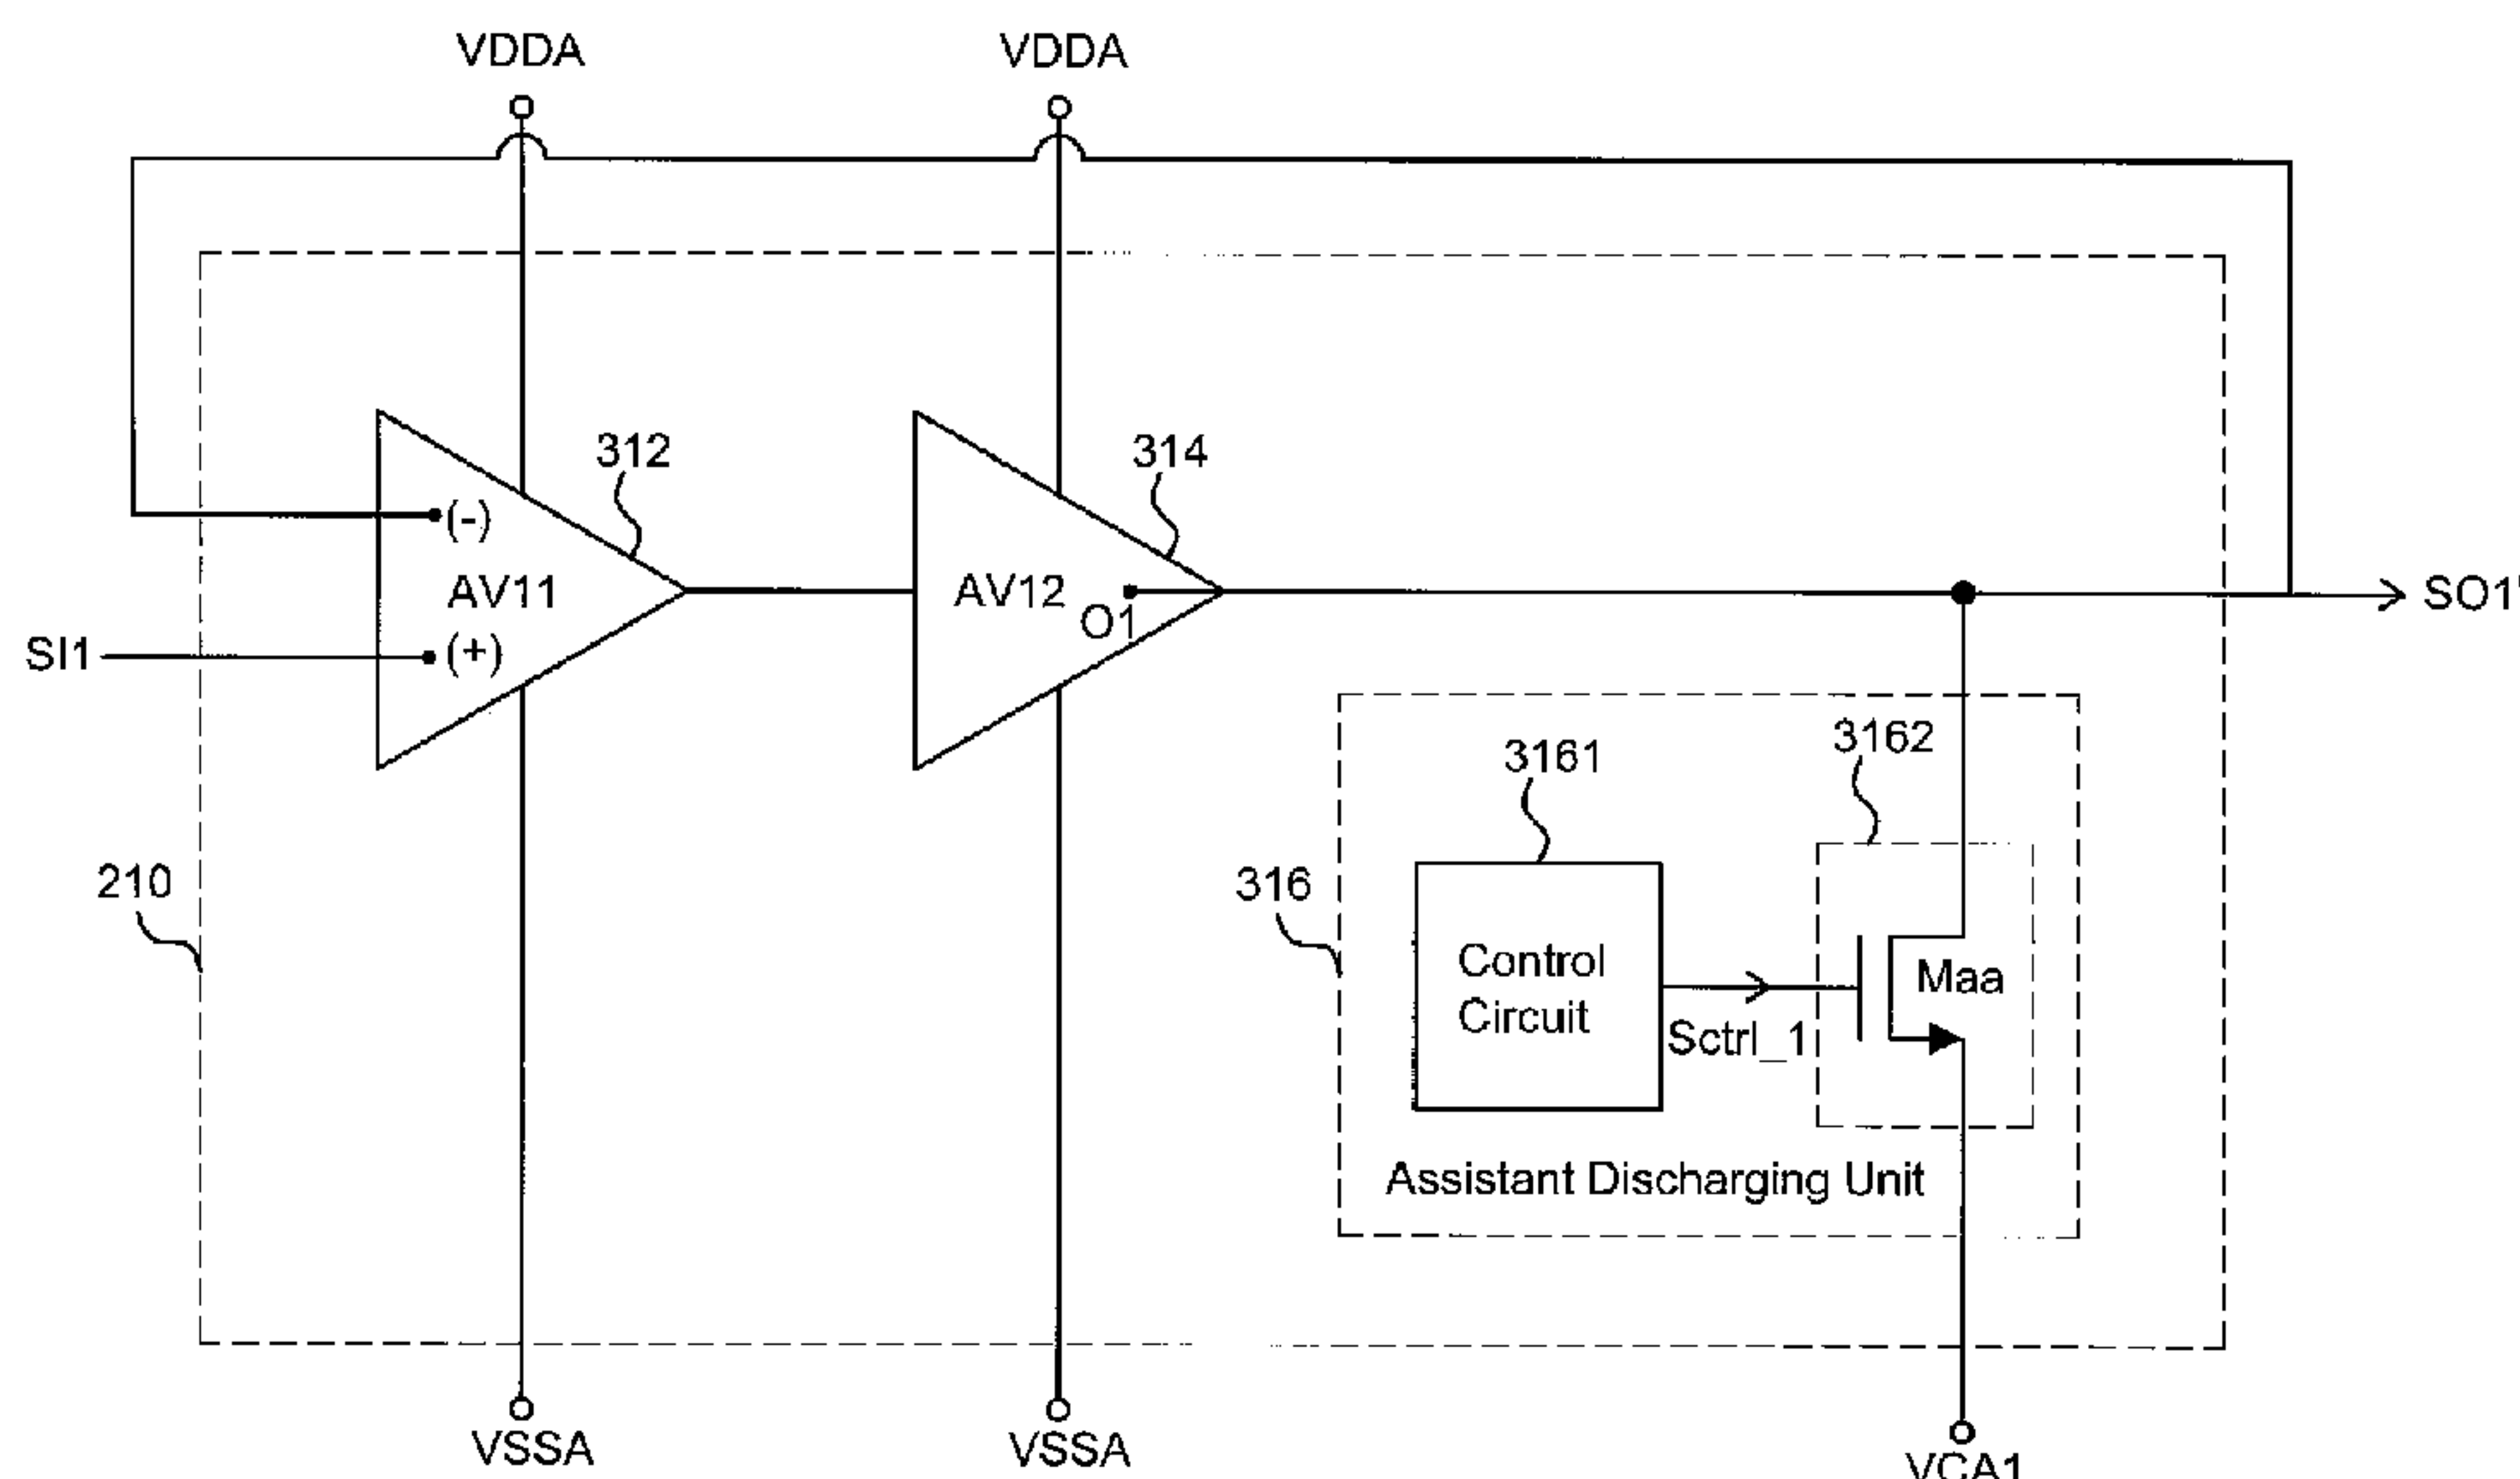 VDDA
VDDA
312
314
(-)
AV11
AV12
O1
SO1'
SI1
(+)
3162
3161
210
316
Control
Circuit
Maa
Sctrl_1
Assistant Discharging Unit
VSSA
VSSA
VCA1